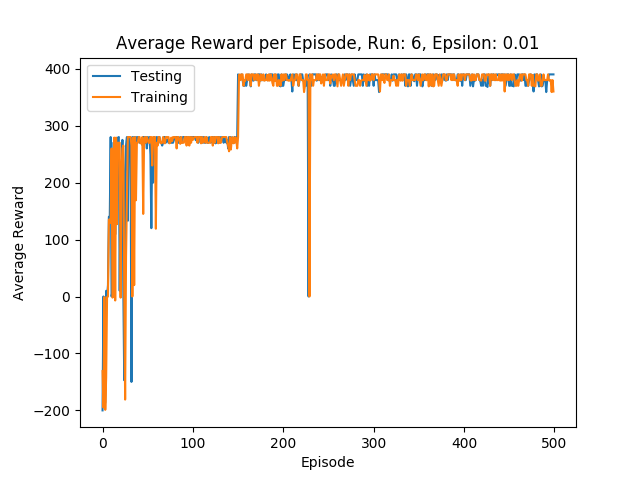 Average Reward per Episode, Run: 6, Epsilon: 0.01
Testing
Training
Average Reward
400
300
200
100
0
−100
−200
0 100 200 300 400 500
Episode